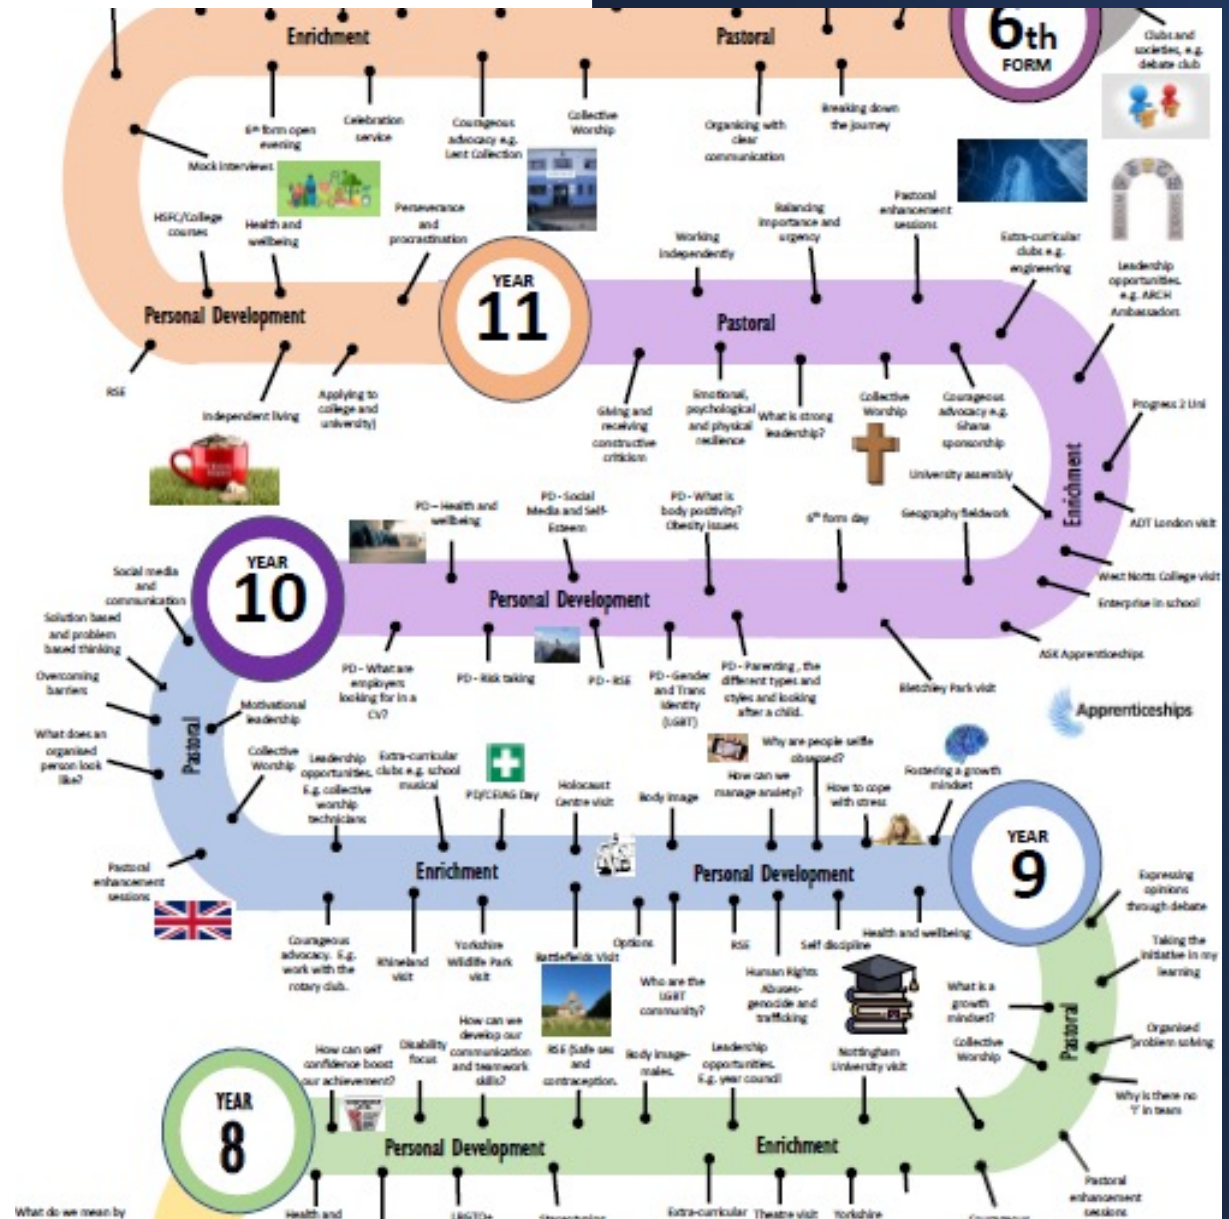 Enrichment
Pastoral
6th
FORM
Clubs and
societies, e.g.
debate club
6th form open
evening
Celebration
service
Courageous
advocacy e.g.
Lent Collection
Collective
Worship
Organising with
clear
communication
Breaking down
the journey
Mock interviews
HSFC/College
courses
Health and
wellbeing
Perseverance
and
procrastination
Working
independently
Balancing
importance and
urgency
Pastoral
enhancement
sessions
Extra-curricular
clubs e.g.
engineering
Leadership
opportunities.
e.g. ARCH
Ambassadors
Personal Development
YEAR
11
Pastoral
RSE
Independent living
Applying to
college and
university)
Giving and
receiving
constructive
criticism
Emotional,
psychological
and physical
resilience
What is strong
leadership?
Collective
Worship
Courageous
advocacy e.g.
Ghana
sponsorship
Progress 2 Uni
University assembly
Enrichment
ADT London visit
PD – Health and
wellbeing
PD - Social
Media and Self-
Esteem
PD - What is
body positivity?
Obesity issues
6th form day
Geography fieldwork
West Notts College visit
Enterprise in school
ASK Apprenticeships
YEAR
10
Personal Development
Social media
and
communication
Solution based
and problem
based thinking
Overcoming
barriers
What does an
organised
person look
like?
Pastoral
Motivational
leadership
Collective
Worship
Pastoral
enhancement
sessions
PD - What are
employers
looking for in a
CV?
PD - Risk taking
PD - RSE
PD - Gender
and Trans
Identity
(LGBT)
PD - Parenting , the
different types and
styles and looking
after a child.
Bletchley Park visit
Apprenticeships
Leadership
opportunities.
E.g. collective
worship
technicians
Extra-curricular
clubs e.g. school
musical
PD/CEIAG Day
Holocaust
Centre visit
Body image
How can we
manage anxiety?
Why are people selfie
obsessed?
How to cope
with stress
Fostering a growth
mindset
Enrichment
Personal Development
YEAR
9
Courageous
advocacy. E.g.
work with the
rotary club.
Rhineland
visit
Yorkshire
Wildlife Park
visit
Battlefields Visit
Options
Who are the
LGBT
community?
RSE
Human Rights
Abuses-
genocide and
trafficking
Self discipline
Health and wellbeing
Expressing
opinions
through debate
Taking the
initiative in my
learning
What is a
growth
mindset?
Collective
Worship
Pastoral
Organised
problem solving
Why is there no
'I' in team
Pastoral
enhancement
sessions
How can self
confidence boost
our achievement?
Disability
focus
How can we
develop our
communication
and teamwork
skills?
RSE (Safe sex
and
contraception.
Body image-
males.
Leadership
opportunities.
E.g. year council
Nottingham
University visit
YEAR
8
Personal Development
Enrichment
What do we mean by
Health and
LGBTQ+
Stereotyping
Extra-curricular
Theatre visit
Yorkshire
Courageous